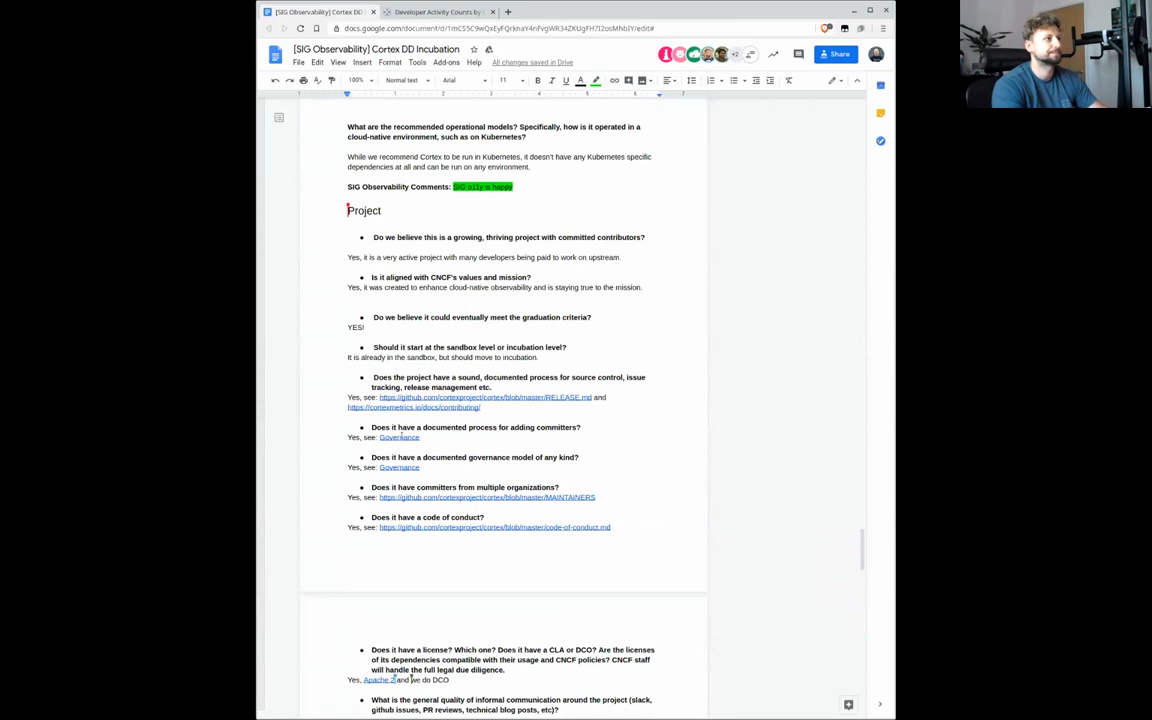 [SIG Observability] Cortex DD In
Developer Activity Counts by
docs.google.com/document/d/
[SIG Observability] Cortex DD Incubation
File Edit View Insert Format Tools Add-ons Help
All changes saved in Drive
+2
Share
100% Normal text Arial 11
What are the recommended operational models? Specifically, how is it operated in a
cloud-native environment, such as on Kubernetes?
While we recommend Cortex to be run in Kubernetes, it doesn't have any Kubernetes specific
dependencies at all and can be run on any environment.
SIG Observability Comments: SIG o11y is happy
Project
Do we believe this is a growing, thriving project with committed contributors?
Yes, it is a very active project with many developers being paid to work on upstream.
Is it aligned with CNCF's values and mission?
Yes, it was created to enhance cloud-native observability and is staying true to the mission.
Do we believe it could eventually meet the graduation criteria?
YES!
Should it start at the sandbox level or incubation level?
It is already in the sandbox, but should move to incubation.
Does the project have a sound, documented process for source control, issue
tracking, release management etc.
Yes, see: https://github.com/cortexproject/cortex/blob/master/RELEASE.md and
https://cortexmetrics.io/docs/contributing/
Does it have a documented process for adding committers?
Yes, see: Governance
Does it have a documented governance model of any kind?
Yes, see: Governance
Does it have committers from multiple organizations?
Yes, see: https://github.com/cortexproject/cortex/blob/master/MAINTAINERS
Does it have a code of conduct?
Yes, see: https://github.com/cortexproject/cortex/blob/master/code-of-conduct.md
Does it have a license? Which one? Does it have a CLA or DCO? Are the licenses
of its dependencies compatible with their usage and CNCF policies? CNCF staff
will handle the full legal due diligence.
Yes, Apache 2 and we do DCO
What is the general quality of informal communication around the project (slack,
github issues, PR reviews, technical blog posts, etc)?